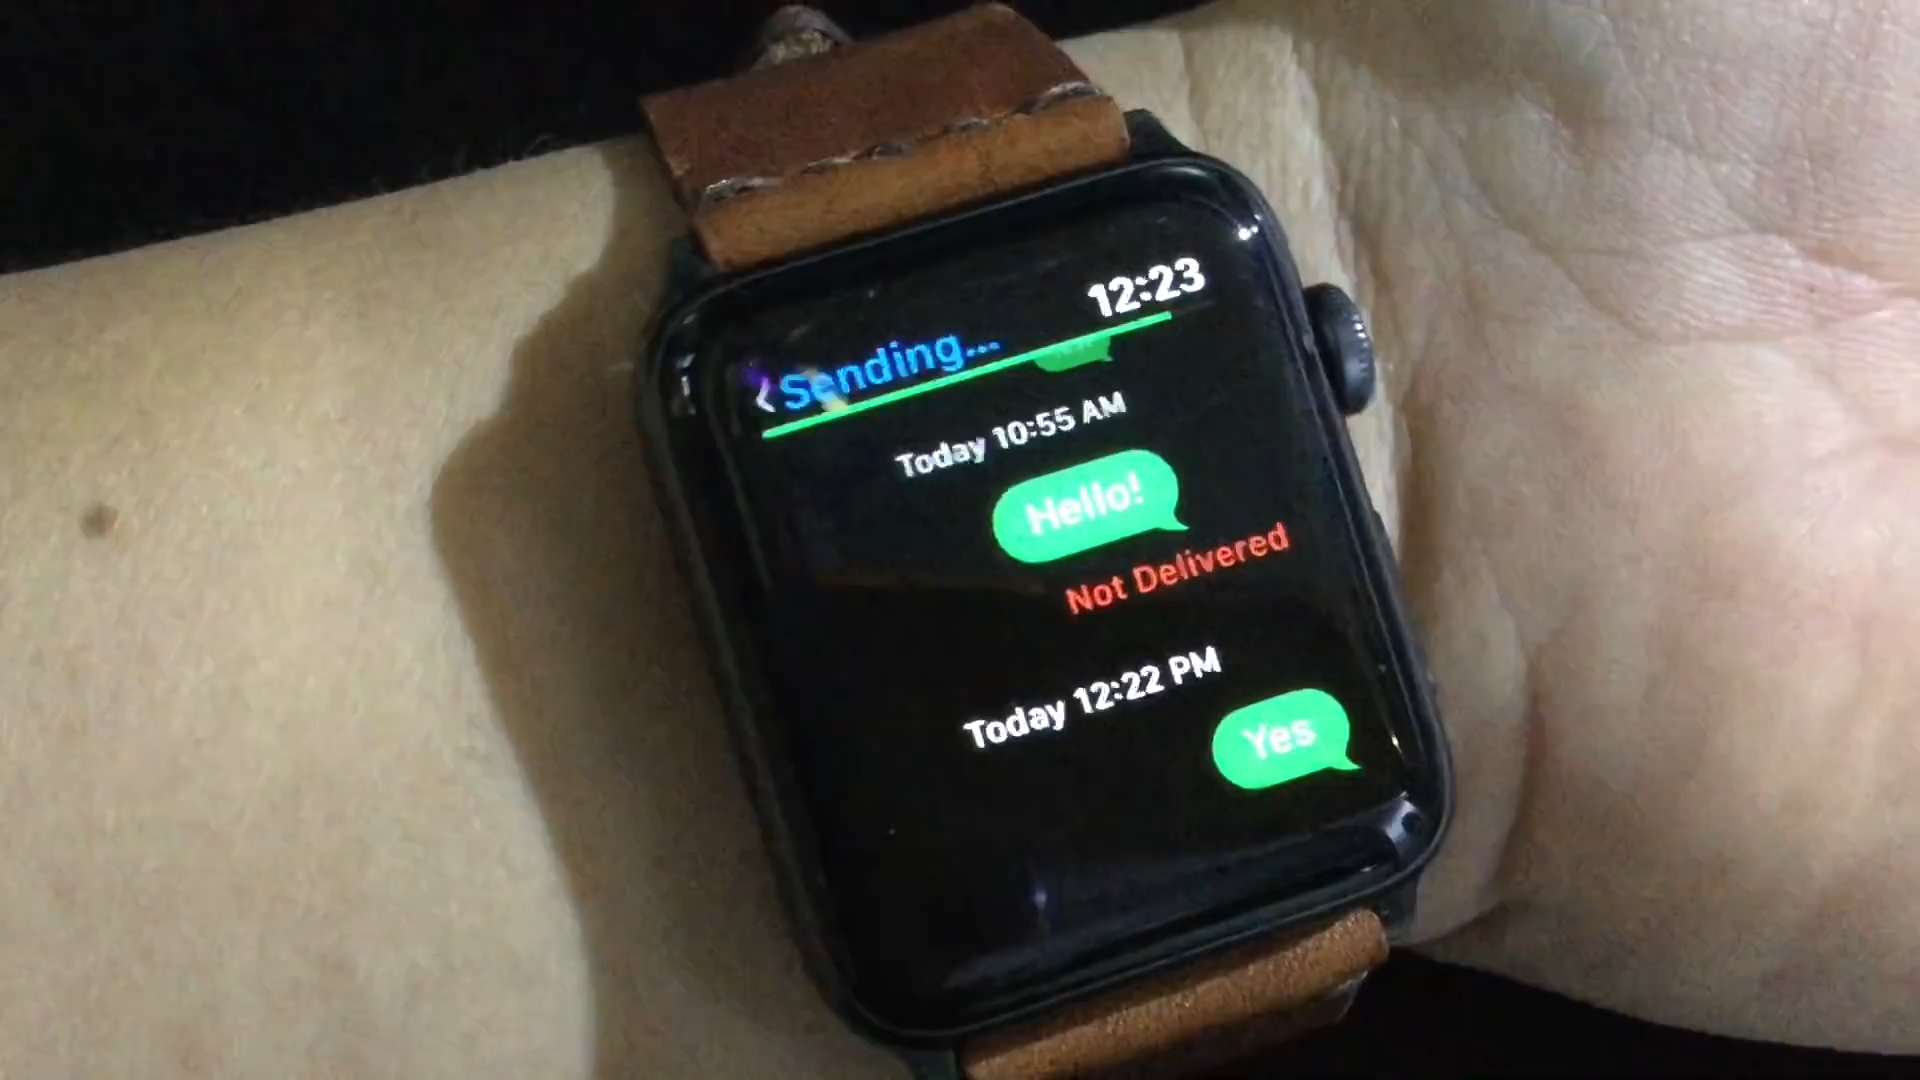 12:23
<Sending...
Today 10:55 AM
Hello!
Not Delivered
Today 12:22 PM
Yes